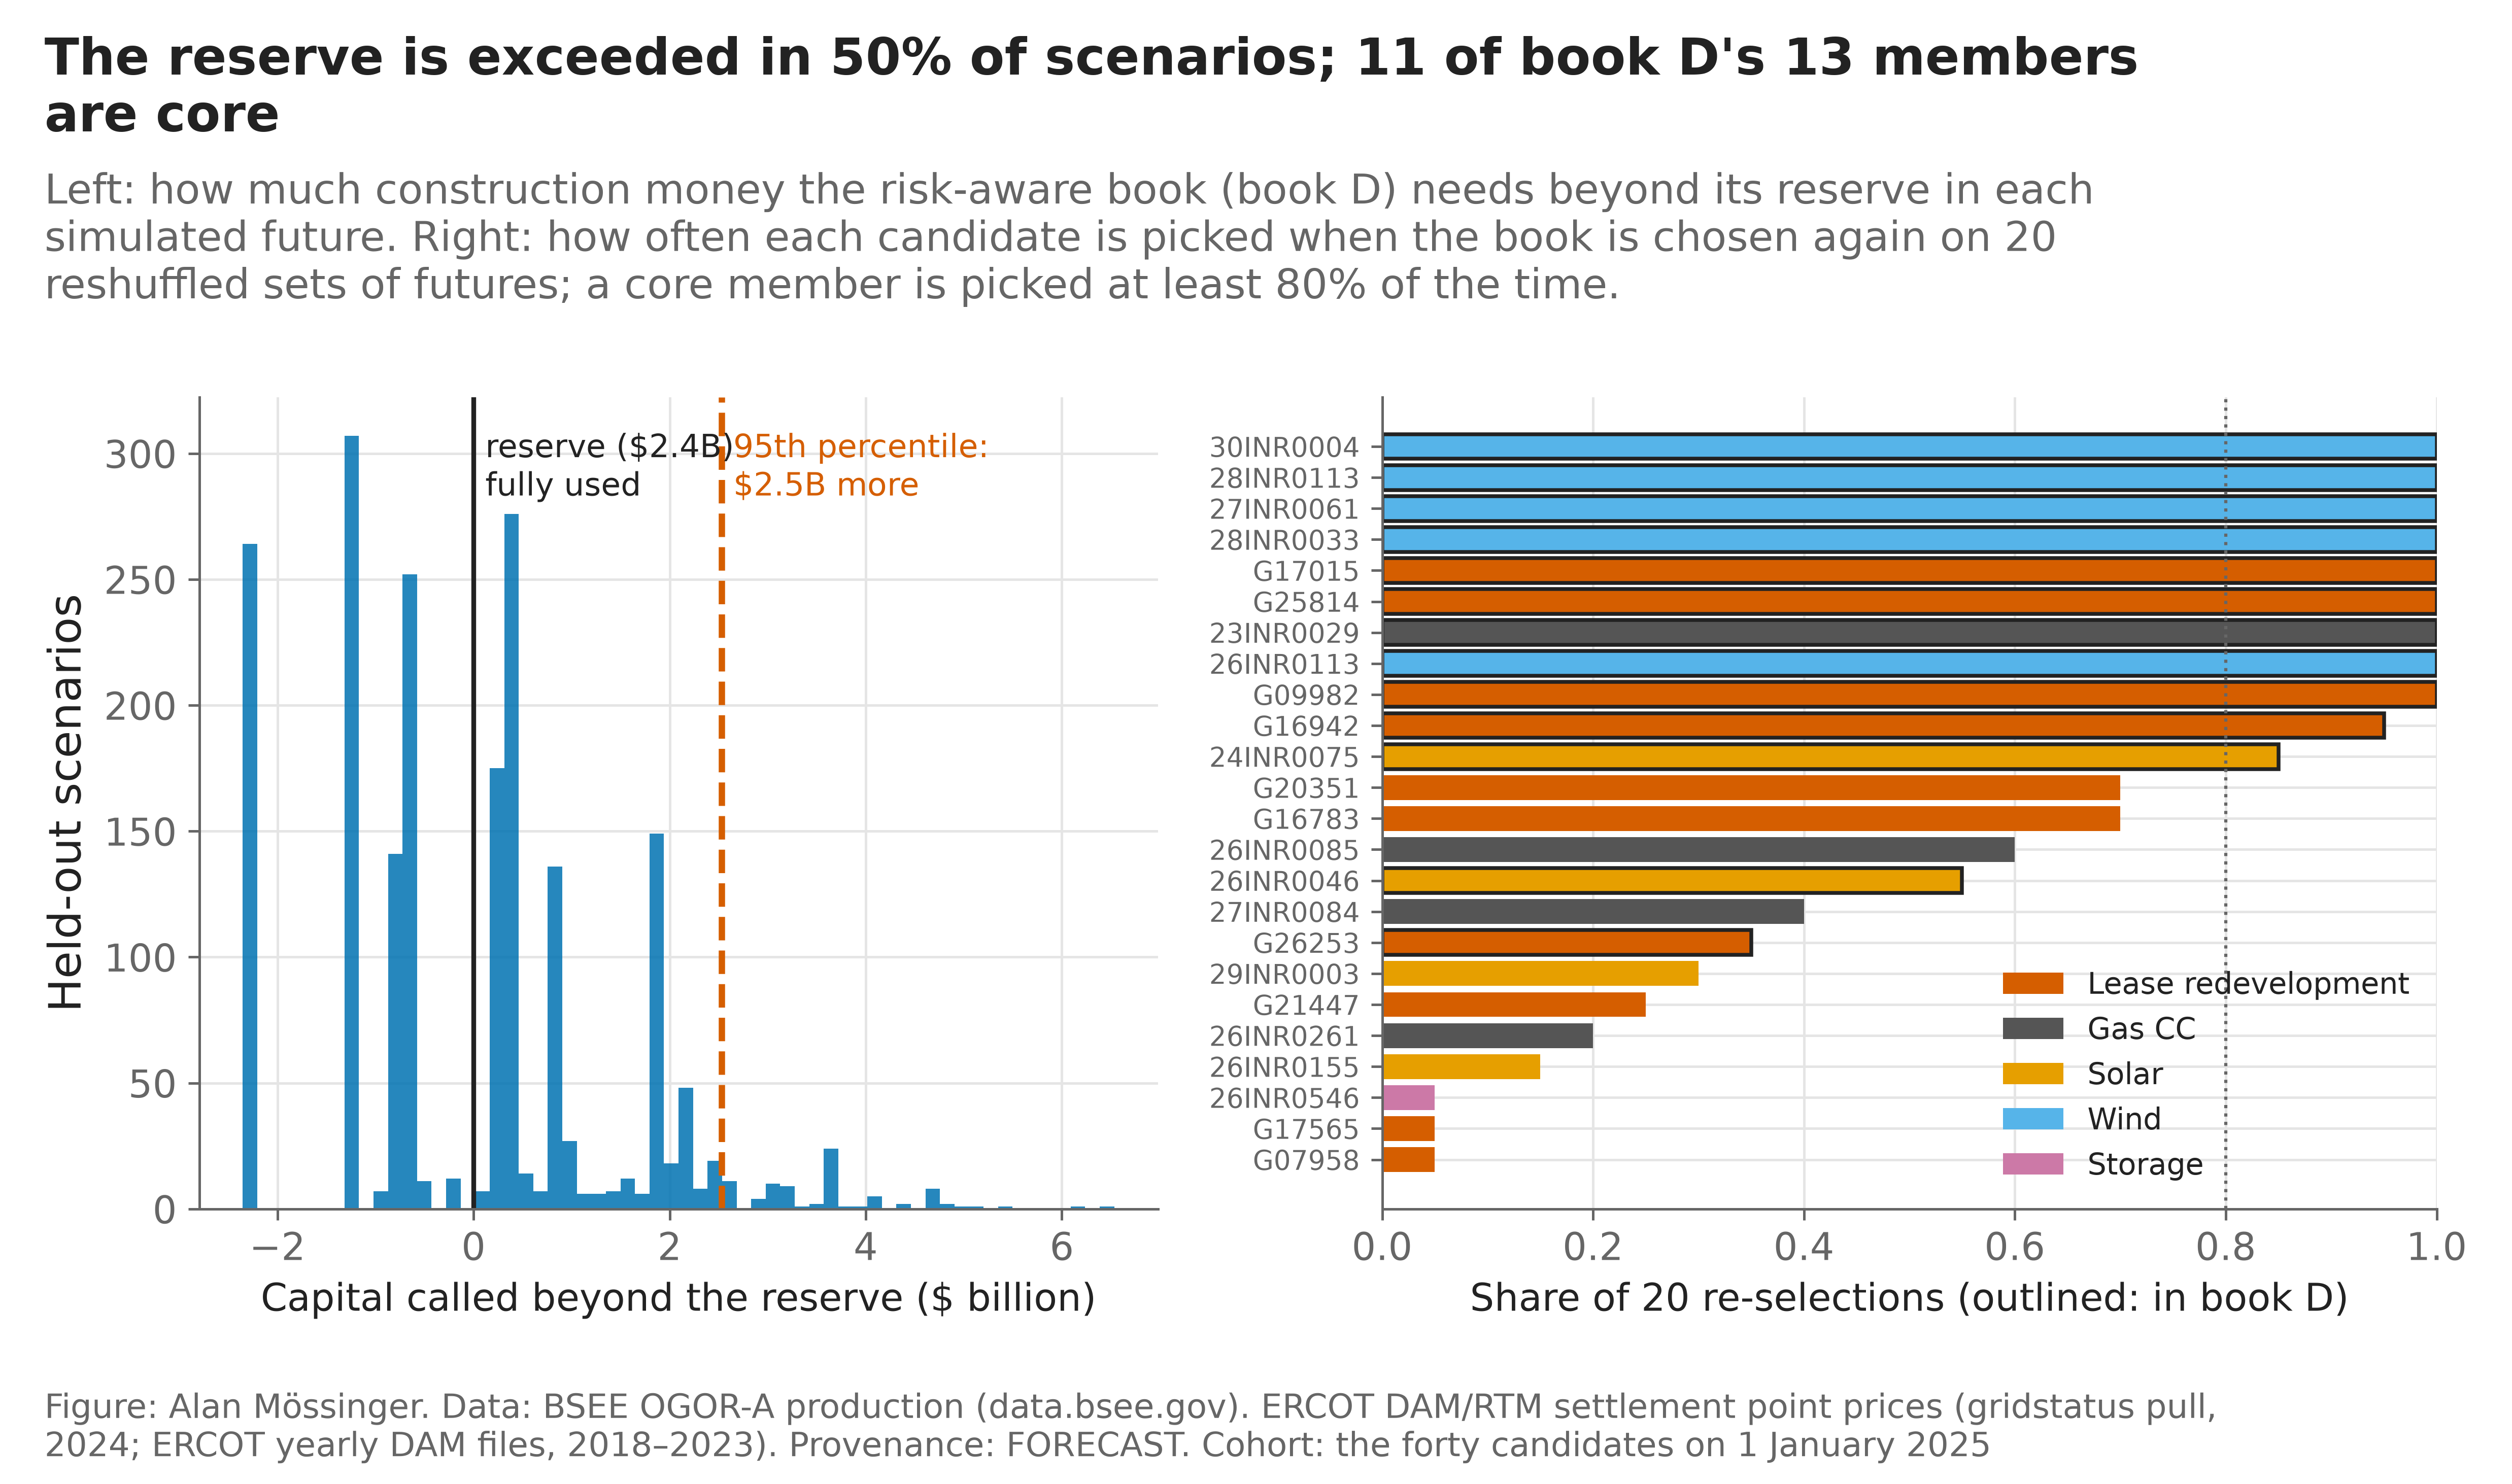 The reserve is exceeded in 50% of scenarios; 11 of book D's 13 members
are core
Left: how much construction money the risk-aware book (book D) needs beyond its reserve in each
simulated future. Right: how often each candidate is picked when the book is chosen again on 20
reshuffled sets of futures; a core member is picked at least 80% of the time.
Held-out scenarios
300
250
200
150
100
50
0
reserve ($2.4B)
fully used
95th percentile:
$2.5B more
−2 0 2 4 6
Capital called beyond the reserve ($ billion)
30INR0004
28INR0113
27INR0061
28INR0033
G17015
G25814
23INR0029
26INR0113
G09982
G16942
24INR0075
G20351
G16783
26INR0085
26INR0046
27INR0084
G26253
29INR0003
G21447
26INR0261
26INR0155
26INR0546
G17565
G07958
Lease redevelopment
Gas CC
Solar
Wind
Storage
0.0 0.2 0.4 0.6 0.8 1.0
Share of 20 re-selections (outlined: in book D)
Figure: Alan Mössinger. Data: BSEE OGOR-A production (data.bsee.gov). ERCOT DAM/RTM settlement point prices (gridstatus pull,
2024; ERCOT yearly DAM files, 2018–2023). Provenance: FORECAST. Cohort: the forty candidates on 1 January 2025